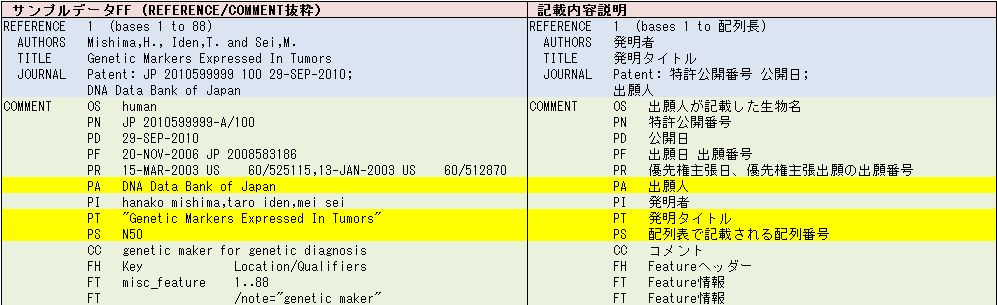 サンプルデータFF (REFERENCE/COMMENT抜粋) 記載内容説明
REFERENCE 1 (bases 1 to 88) REFERENCE 1 (bases 1 to 配列長)
AUTHORS Mishima,H., Iden,T. and Sei,M. AUTHORS 発明者
TITLE Genetic Markers Expressed In Tumors TITLE 発明タイトル
JOURNAL Patent: JP 2010599999 100 29-SEP-2010; JOURNAL Patent: 特許公開番号 公開日;
DNA Data Bank of Japan 出願人
COMMENT OS human COMMENT OS 出願人が記載した生物名
PN JP 2010599999-A/100 PN 特許公開番号
PD 29-SEP-2010 PD 公開日
PF 20-NOV-2006 JP 2008583186 PF 出願日 出願番号
PR 15-MAR-2003 US 60/525115,13-JAN-2003 US 60/512870 PR 優先権主張日、優先権主張出願の出願番号
PA DNA Data Bank of Japan PA 出願人
PI hanako mishima,taro iden,mei sei PI 発明者
PT "Genetic Markers Expressed In Tumors" PT 発明タイトル
PS N50 PS 配列表で記載される配列番号
CC genetic maker for genetic diagnosis CC コメント
FH Key Location/Qualifiers FH Featureヘッダー
FT misc_feature 1..88 FT Feature情報
FT /note="genetic maker" FT Feature情報